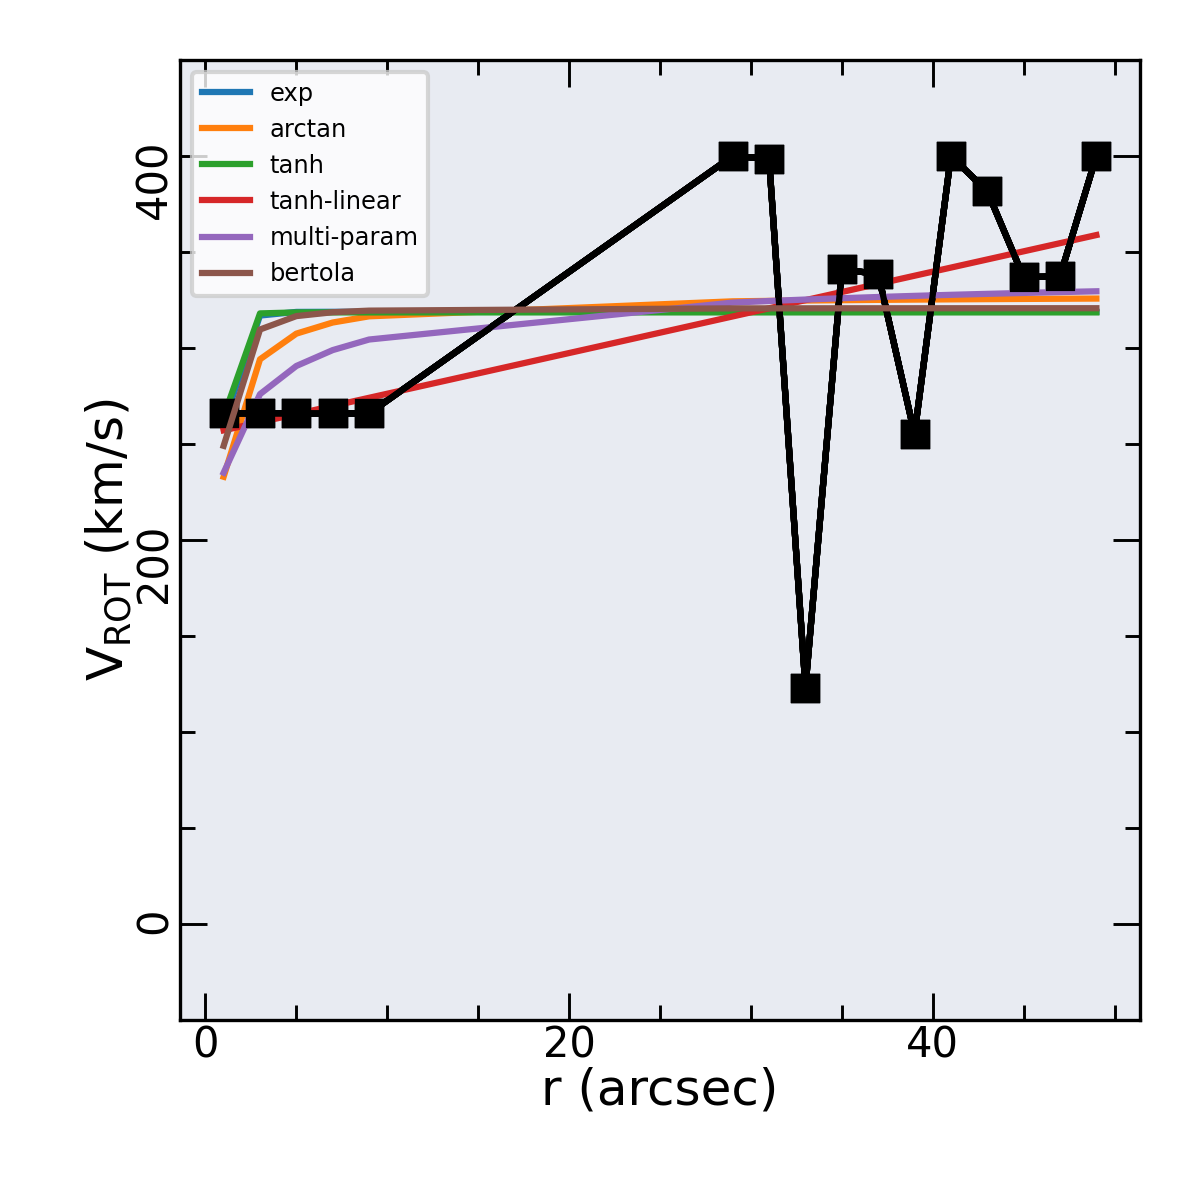 exp
arctan
tanh
tanh-linear
multi-param
bertola
400
200
0
V_ROT (km/s)
0 20 40
r (arcsec)